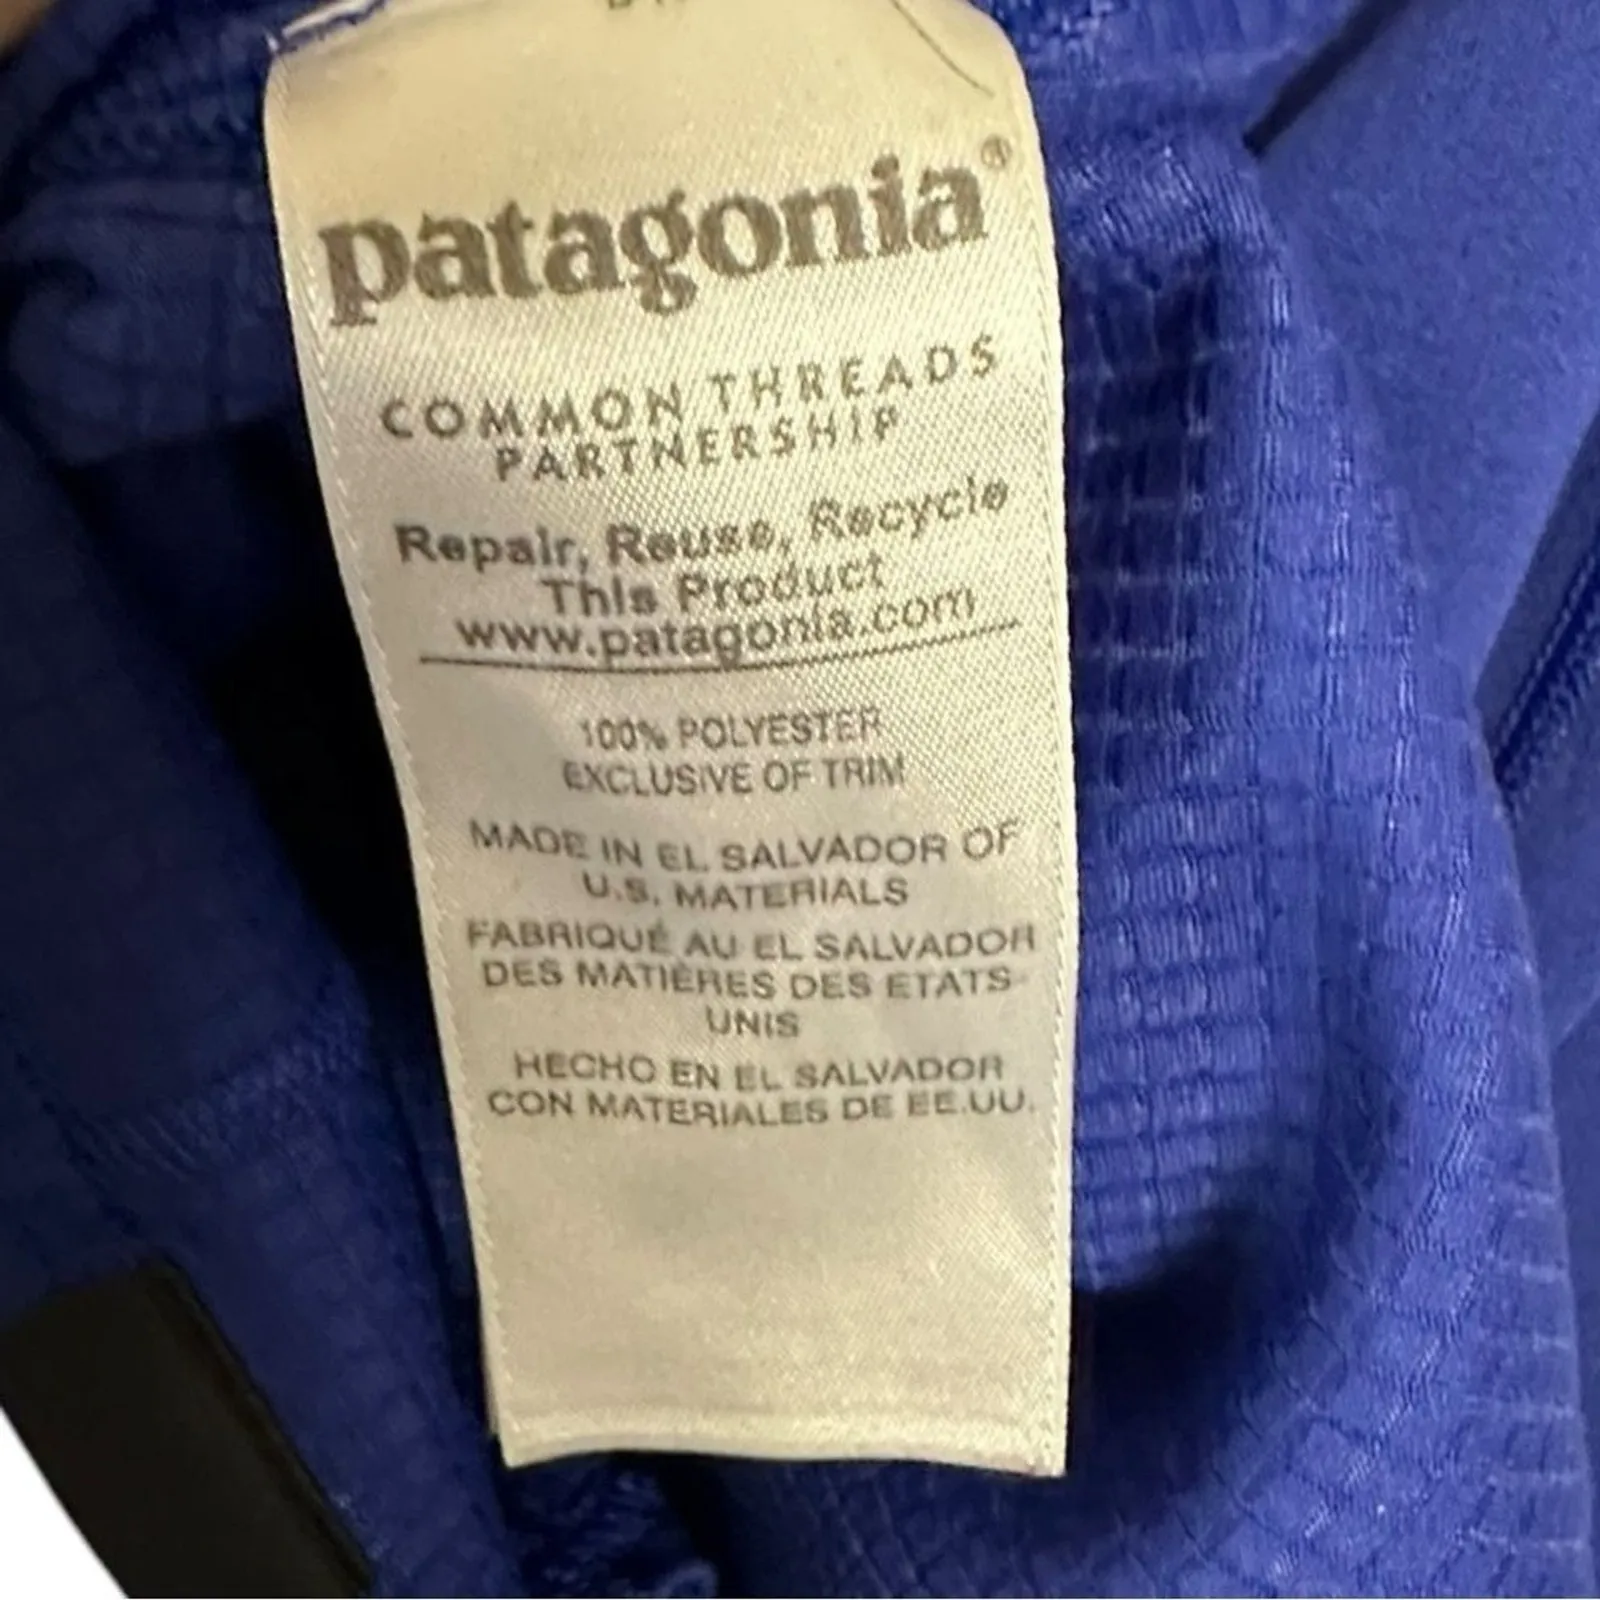 patagonia®
COMMON THREADS
PARTNERSHIP
Repair, Reuse, Recycle
This Product
www.patagonia.com
100% POLYESTER
EXCLUSIVE OF TRIM
MADE IN EL SALVADOR OF
U.S. MATERIALS
FABRIQUÉ AU EL SALVADOR
DES MATIÈRES DES ETATS-
UNIS
HECHO EN EL SALVADOR
CON MATERIALES DE EE.UU.